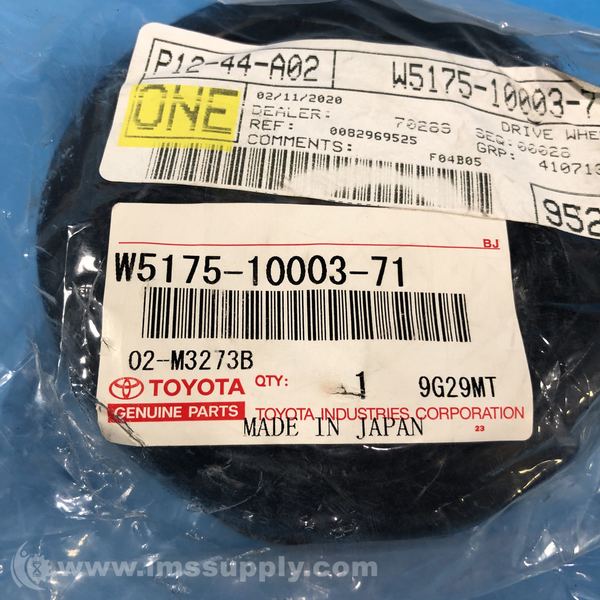 P12-44-A02
W5175-10003-7
ONE
02/11/2020
DEALER: 70289
DRIVE WHE
REF: 0082969525
SEQ:00028
COMMENTS:
F04B05
GRP: 410713
952
BJ
W5175-10003-71
02-M3273B
TOYOTA QTY: 1 9G29MT
GENUINE PARTS TOYOTA INDUSTRIES CORPORATION
MADE IN JAPAN 23
www.imssupply.com